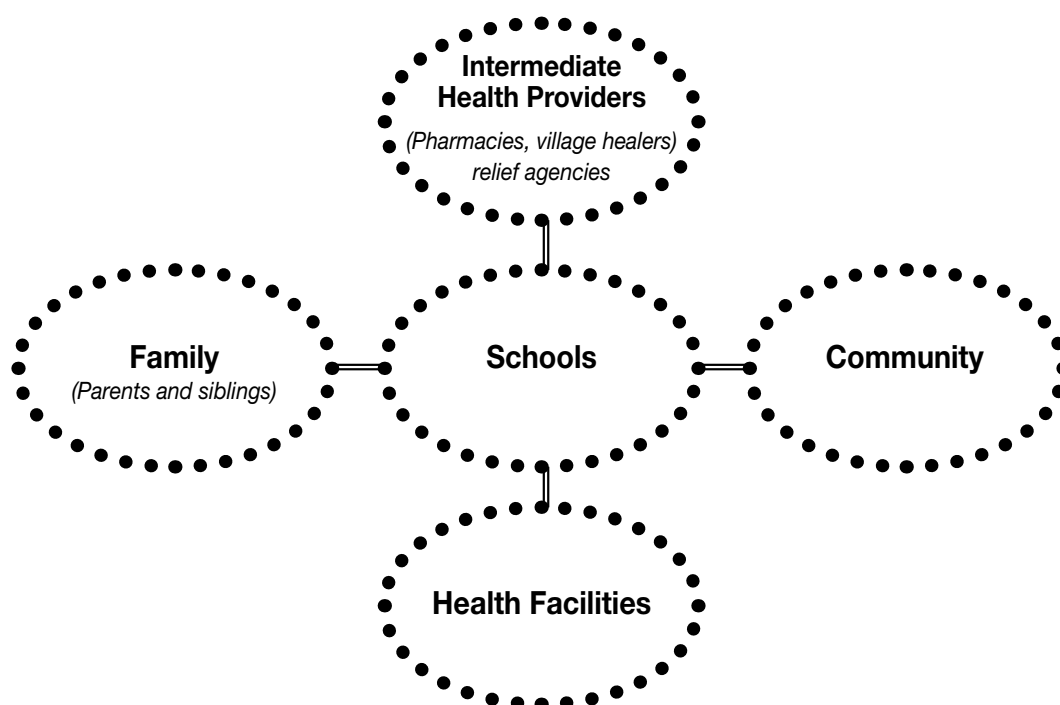 Intermediate
Health Providers
(Pharmacies, village healers)
relief agencies
Family
(Parents and siblings)
Schools
Community
Health Facilities